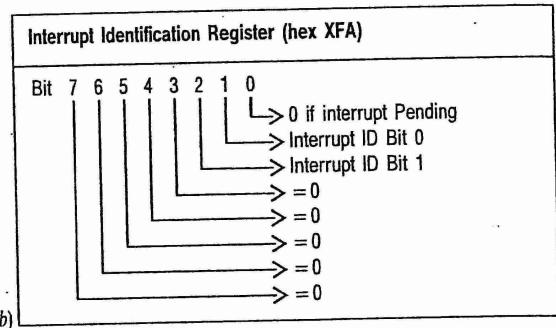 Interrupt Identification Register (hex XFA)
Bit 7 6 5 4 3 2 1 0
0 if interrupt Pending
Interrupt ID Bit 0
Interrupt ID Bit 1
=0
=0
=0
=0
=0
b)